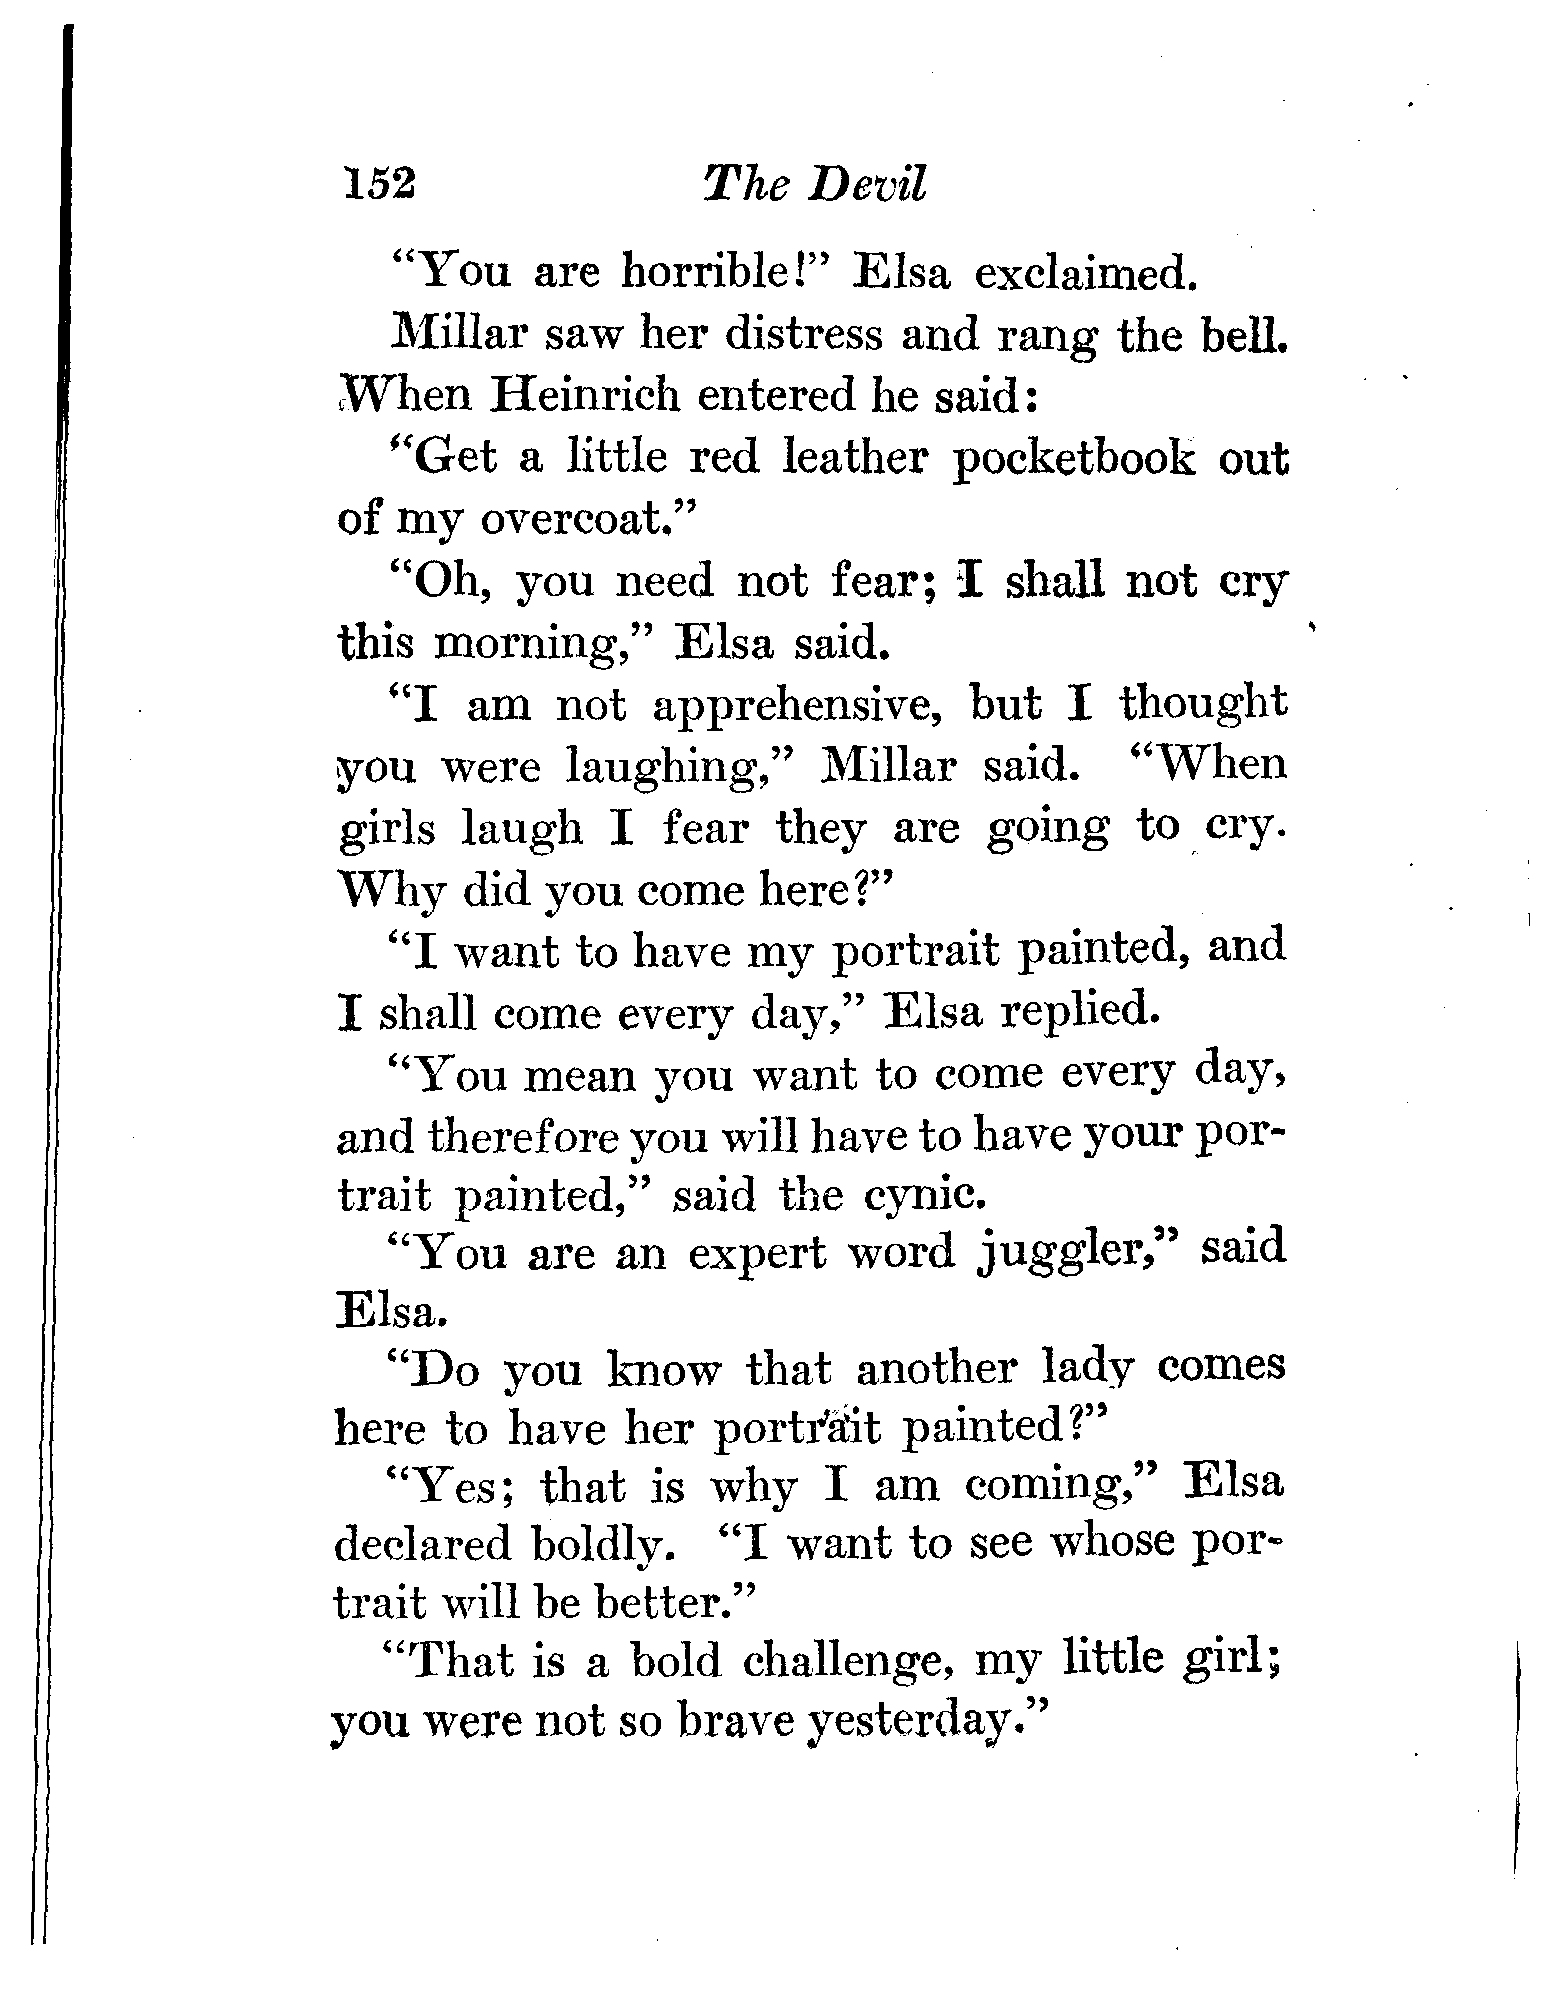 152 The Devil
“You are horrible!” Elsa exclaimed.
Millar saw her distress and rang the bell.
When Heinrich entered he said:
“Get a little red leather pocketbook out
of my overcoat.”
“Oh, you need not fear; I shall not cry
this morning,” Elsa said.
“I am not apprehensive, but I thought
you were laughing,” Millar said. “When
girls laugh I fear they are going to cry.
Why did you come here?”
“I want to have my portrait painted, and
I shall come every day,” Elsa replied.
“You mean you want to come every day,
and therefore you will have to have your por-
trait painted,” said the cynic.
“You are an expert word juggler,” said
Elsa.
“Do you know that another lady comes
here to have her portrait painted?”
“Yes; that is why I am coming,” Elsa
declared boldly. “I want to see whose por-
trait will be better.”
“That is a bold challenge, my little girl;
you were not so brave yesterday.”